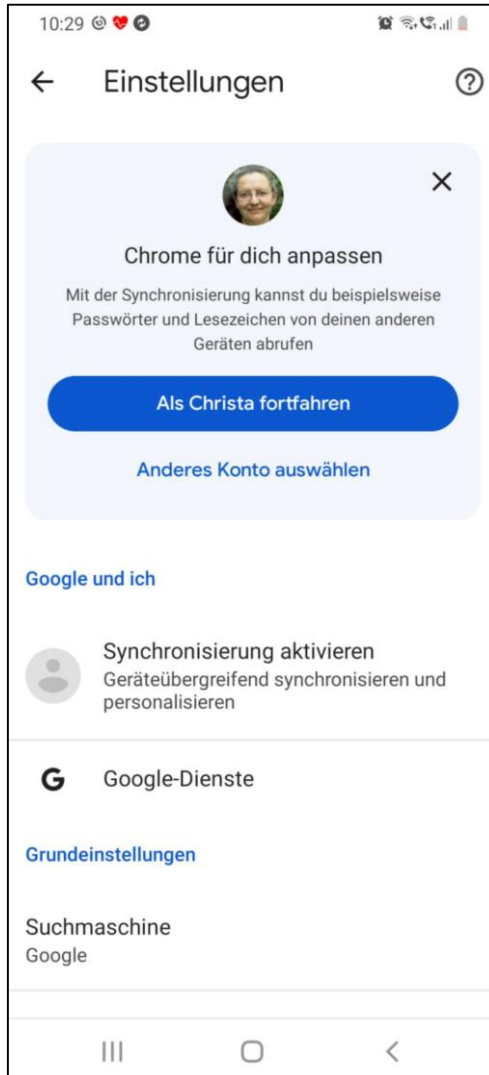 10:29
Einstellungen
Chrome für dich anpassen
Mit der Synchronisierung kannst du beispielsweise
Passwörter und Lesezeichen von deinen anderen
Geräten abrufen
Als Christa fortfahren
Anderes Konto auswählen
Google und ich
Synchronisierung aktivieren
Geräteübergreifend synchronisieren und
personalisieren
G Google-Dienste
Grundeinstellungen
Suchmaschine
Google